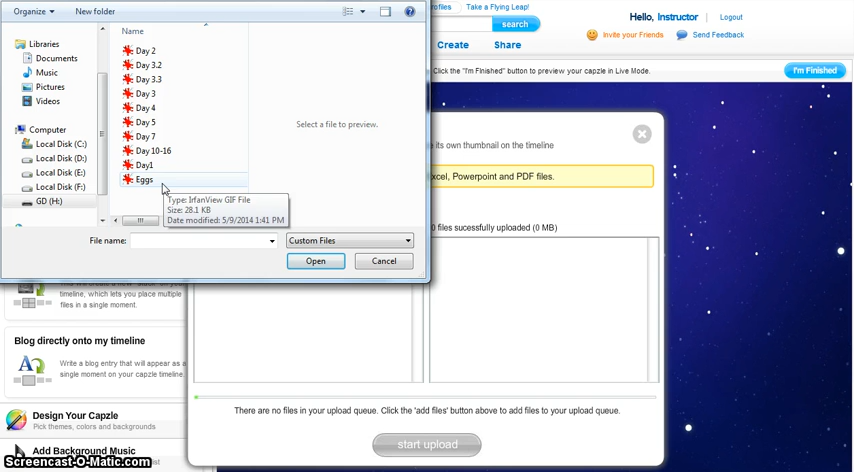 Organize
New folder
Name
Libraries
Documents
Music
Pictures
Videos
Computer
Local Disk (C:)
Local Disk (D:)
Local Disk (E:)
Local Disk (F:)
GD (H:)
Day 2
Day 3.2
Day 3.3
Day 3
Day 4
Day 5
Day 7
Day 10-16
Day1
Eggs
Type: IrfanView GIF File
Size: 28.1 KB
Date modified: 5/9/2014 1:41 PM
Select a file to preview.
File name:
Custom Files
Open
Cancel
Take a Flying Leap!
search
Hello, Instructor
Logout
Invite your Friends
Send Feedback
Create
Share
Click the "I'm Finished" button to preview your capzle in Live Mode.
I'm Finished
its own thumbnail on the timeline
Excel, Powerpoint and PDF files.
0 files sucessfully uploaded (0 MB)
timeline, which lets you place multiple
files in a single moment.
Blog directly onto my timeline
Write a blog entry that will appear as a
single moment on your capzle timeline.
Design Your Capzle
Pick themes, colors and backgrounds
Add Background Music
There are no files in your upload queue. Click the 'add files' button above to add files to your upload queue.
start upload
Screencast-O-Matic.com